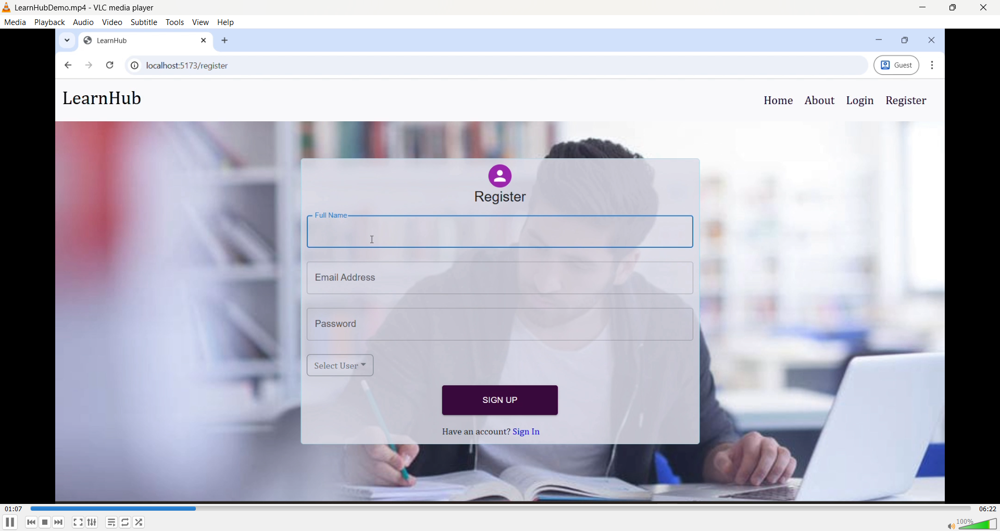 LearnHubDemo.mp4 - VLC media player
Media Playback Audio Video Subtitle Tools View Help
LearnHub
localhost:5173/register
Guest
LearnHub
Home About Login Register
Register
Full Name
Email Address
Password
Select User
SIGN UP
Have an account? Sign In
01:07
06:22
100%